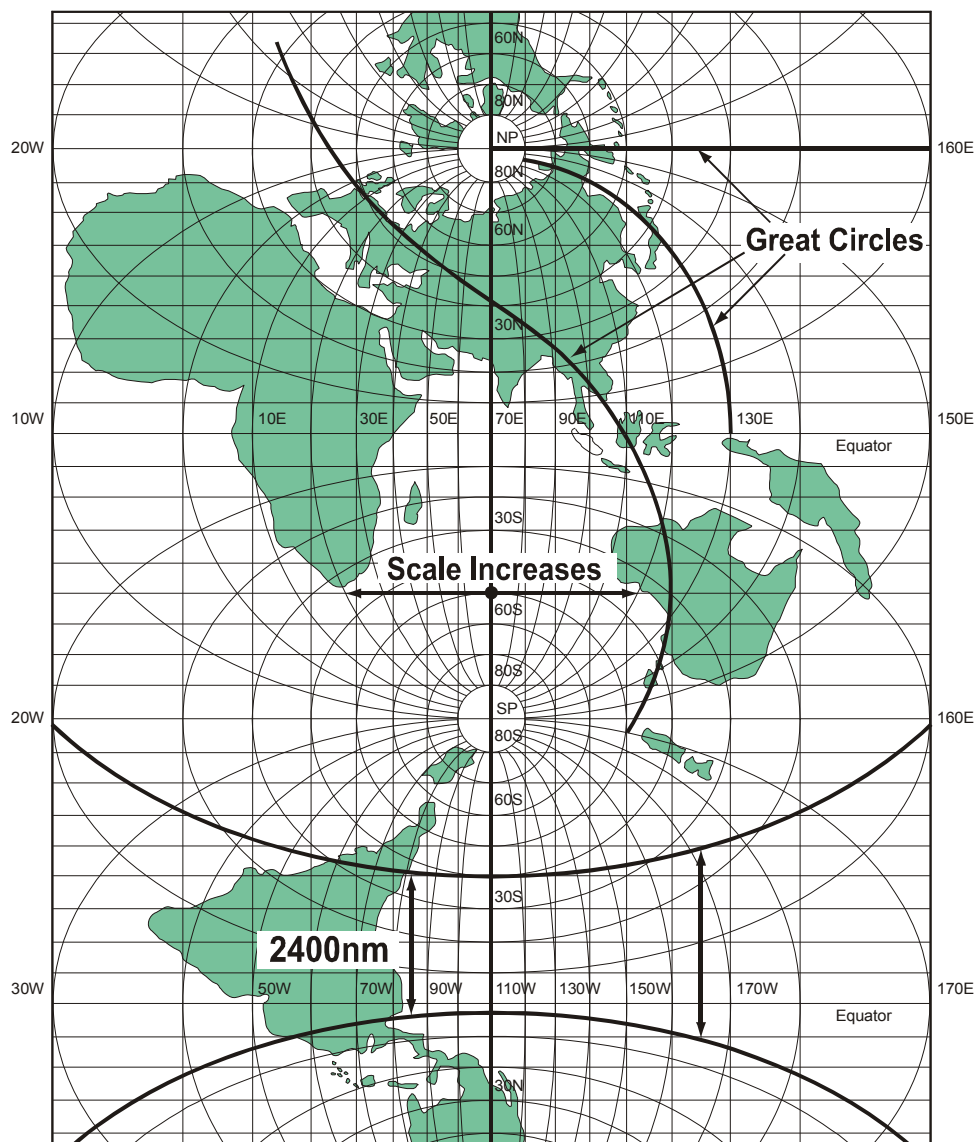 60N
80N
NP
20W
160E
80N
60N
Great Circles
30N
10E
30E
50E
70E
90E
110E
130E
10W
150E
Equator
30S
Scale Increases
60S
80S
SP
20W
160E
80S
60S
30S
2400nm
30W
50W
70W
90W
110W
130W
150W
170W
170E
Equator
30N